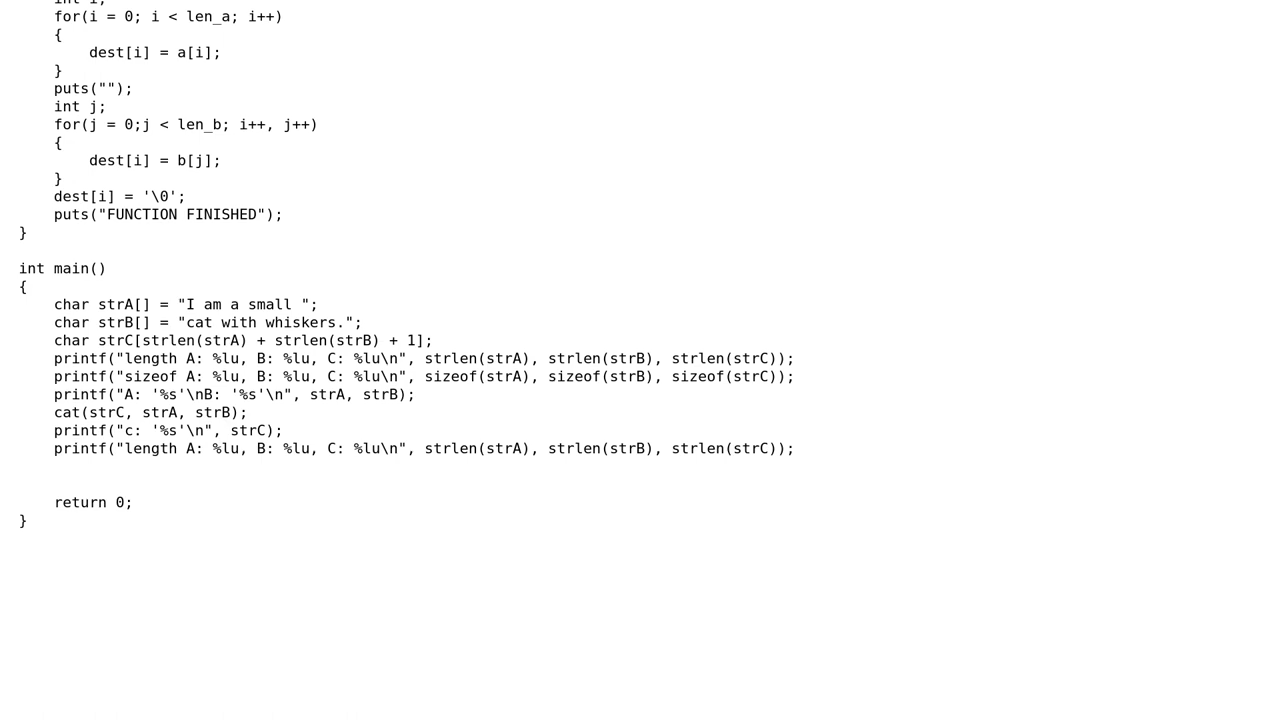 int i;
for(i = 0; i < len_a; i++)
{
dest[i] = a[i];
}
puts("");
int j;
for(j = 0;j < len_b; i++, j++)
{
dest[i] = b[j];
}
dest[i] = '\0';
puts("FUNCTION FINISHED");
}
int main()
{
char strA[] = "I am a small ";
char strB[] = "cat with whiskers.";
char strC[strlen(strA) + strlen(strB) + 1];
printf("length A: %lu, B: %lu, C: %lu\n", strlen(strA), strlen(strB), strlen(strC));
printf("sizeof A: %lu, B: %lu, C: %lu\n", sizeof(strA), sizeof(strB), sizeof(strC));
printf("A: '%s'\nB: '%s'\n", strA, strB);
cat(strC, strA, strB);
printf("c: '%s'\n", strC);
printf("length A: %lu, B: %lu, C: %lu\n", strlen(strA), strlen(strB), strlen(strC));
return 0;
}